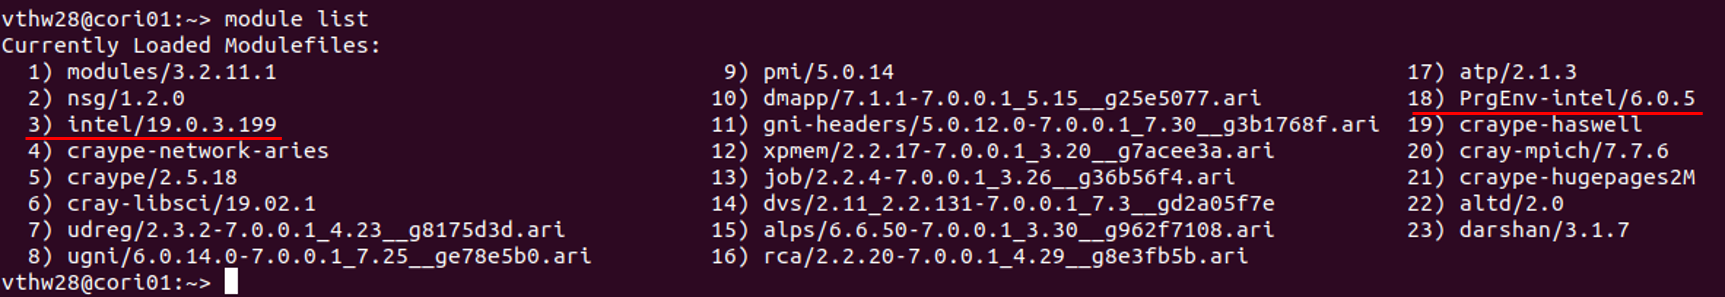 vthw28@cori01:~> module list
Currently Loaded Modulefiles:
1) modules/3.2.11.1 9) pmi/5.0.14 17) atp/2.1.3
2) nsg/1.2.0 10) dmapp/7.1.1-7.0.0.1_5.15__g25e5077.ari 18) PrgEnv-intel/6.0.5
3) intel/19.0.3.199 11) gni-headers/5.0.12.0-7.0.0.1_7.30__g3b1768f.ari 19) craype-haswell
4) craype-network-aries 12) xpmem/2.2.17-7.0.0.1_3.20__g7acee3a.ari 20) cray-mpich/7.7.6
5) craype/2.5.18 13) job/2.2.4-7.0.0.1_3.26__g36b56f4.ari 21) craype-hugepages2M
6) cray-libsci/19.02.1 14) dvs/2.11_2.2.131-7.0.0.1_7.3__gd2a05f7e 22) altd/2.0
7) udreg/2.3.2-7.0.0.1_4.23__g8175d3d.ari 15) alps/6.6.50-7.0.0.1_3.30__g962f7108.ari 23) darshan/3.1.7
8) ugni/6.0.14.0-7.0.0.1_7.25__ge78e5b0.ari 16) rca/2.2.20-7.0.0.1_4.29__g8e3fb5b.ari
vthw28@cori01:~>